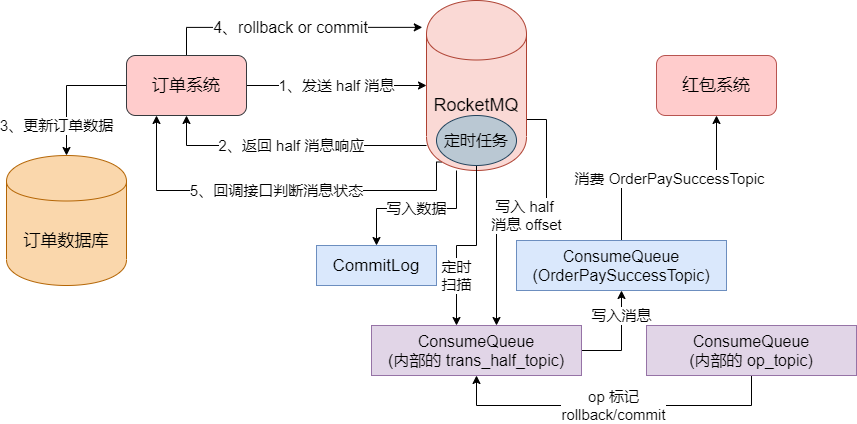 4、rollback or commit
订单系统
1、发送 half 消息
RocketMQ
定时任务
红包系统
3、更新订单数据
2、返回 half 消息响应
5、回调接口判断消息状态
消费 OrderPaySuccessTopic
写入数据
写入 half
消息 offset
订单数据库
CommitLog
定时
扫描
ConsumeQueue
(OrderPaySuccessTopic)
写入消息
ConsumeQueue
(内部的 trans_half_topic)
ConsumeQueue
(内部的 op_topic)
op 标记
rollback/commit